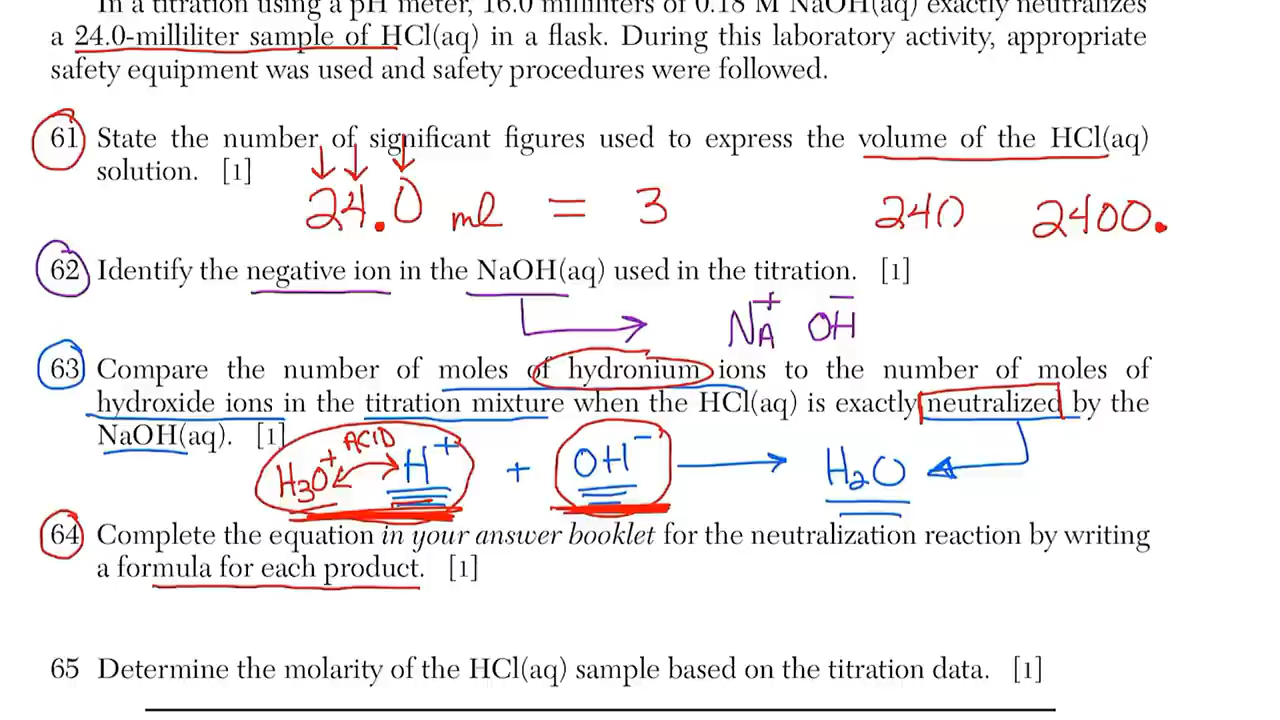 In a titration using a pH meter, 16.0 milliliters of 0.18 M NaOH(aq) exactly neutralizes
a 24.0-milliliter sample of HCl(aq) in a flask. During this laboratory activity, appropriate
safety equipment was used and safety procedures were followed.
61 State the number of significant figures used to express the volume of the HCl(aq)
solution. [1]
24.0 ml = 3 240 2400.
62 Identify the negative ion in the NaOH(aq) used in the titration. [1]
NA+ OH−
63 Compare the number of moles of hydronium ions to the number of moles of
hydroxide ions in the titration mixture when the HCl(aq) is exactly neutralized by the
NaOH(aq). [1]
ACID
H3O+ H+ + OH− → H2O
64 Complete the equation in your answer booklet for the neutralization reaction by writing
a formula for each product. [1]
65 Determine the molarity of the HCl(aq) sample based on the titration data. [1]